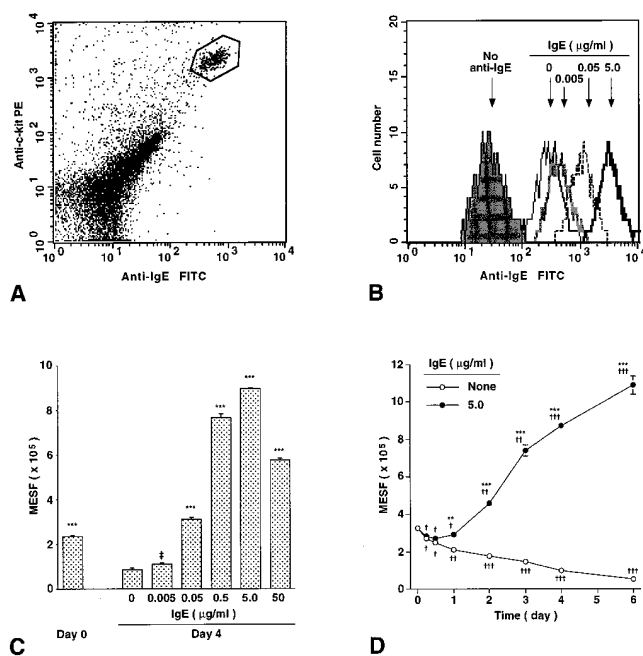 Anti-c-kit PE
10^4
10^3
10^2
10^1
10^0
10^0 10^1 10^2 10^3 10^4
Anti-IgE FITC
A
Cell number
20
15
10
5
0
No anti-IgE
IgE ( μg/ml )
0 0.05 5.0
0.005
10^0 10^1 10^2 10^3 10^4
Anti-IgE FITC
B
MESF ( x 10^5 )
10
8
6
4
2
0
***
‡
***
***
***
***
0 0.005 0.05 0.5 5.0 50
IgE ( μg/ml )
Day 0 Day 4
C
MESF ( x 10^5 )
12
10
8
6
4
2
0
IgE ( μg/ml )
None
5.0
***
†††
***
†††
***
††
***
††
**
†
† †
† † †† ††† ††† ††† †††
0 1 2 3 4 5 6
Time ( day )
D